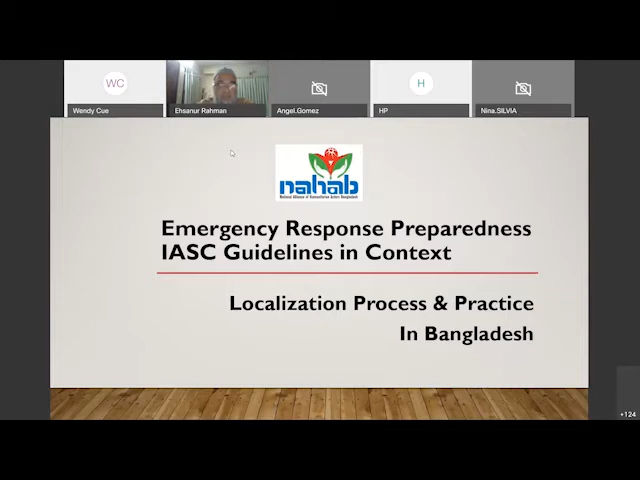 WC
H
Wendy Cue
Ehsanur Rahman
Angel.Gomez
HP
Nina.SILVIA
nahab
National Alliance of Humanitarian Actors Bangladesh
Emergency Response Preparedness
IASC Guidelines in Context
Localization Process & Practice
In Bangladesh
+124